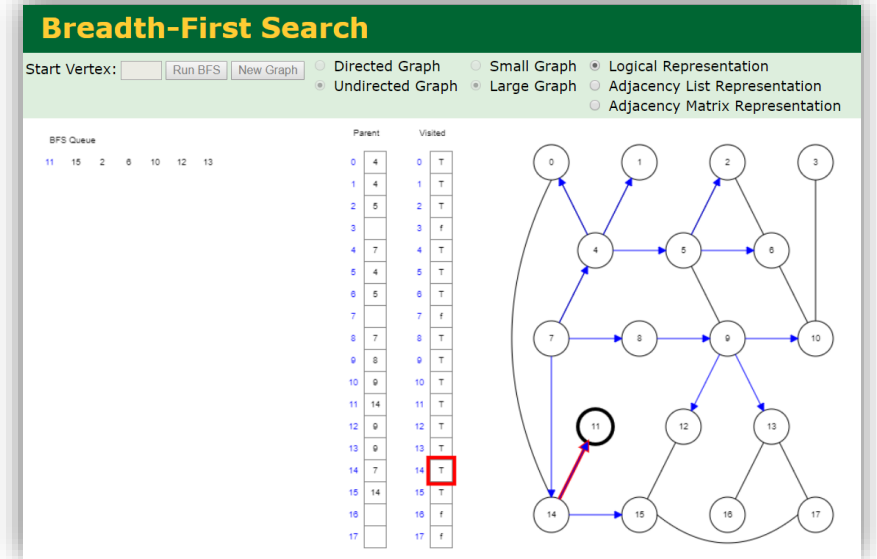 Breadth-First Search
Start Vertex: Run BFS New Graph Directed Graph Small Graph Logical Representation
Undirected Graph Large Graph Adjacency List Representation
Adjacency Matrix Representation
BFS Queue Parent Visited
11 15 2 6 10 12 13
0 4 0 T
1 4 1 T
2 5 2 T
3 3 f
4 7 4 T
5 4 5 T
6 5 6 T
7 7 f
8 7 8 T
9 8 9 T
10 9 10 T
11 14 11 T
12 9 12 T
13 9 13 T
14 7 14 T
15 14 15 T
16 16 f
17 17 f
0 1 2 3
4 5 6
7 8 9 10
11 12 13
14 15 16 17